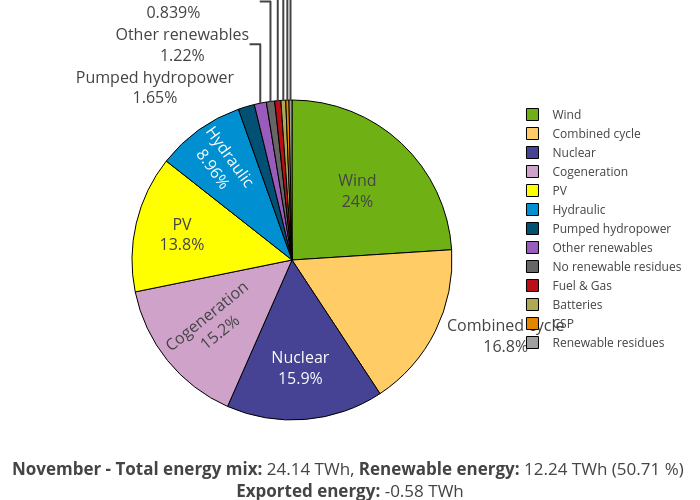 0.839%
Other renewables
1.22%
Pumped hydropower
1.65%
Hydraulic
8.96%
Wind
24%
PV
13.8%
Cogeneration
15.2%
Nuclear
15.9%
Combined cycle
16.8%
Wind
Combined cycle
Nuclear
Cogeneration
PV
Hydraulic
Pumped hydropower
Other renewables
No renewable residues
Fuel & Gas
Batteries
CSP
Renewable residues
November - Total energy mix: 24.14 TWh, Renewable energy: 12.24 TWh (50.71 %)
Exported energy: -0.58 TWh